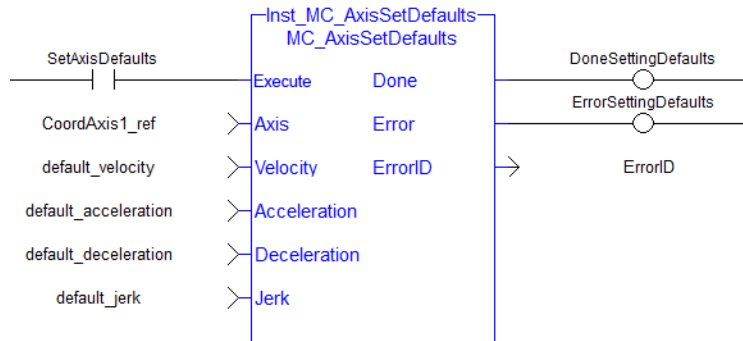 Inst_MC_AxisSetDefaults
MC_AxisSetDefaults
SetAxisDefaults DoneSettingDefaults
Execute Done
ErrorSettingDefaults
CoordAxis1_ref Axis Error
default_velocity Velocity ErrorID ErrorID
default_acceleration Acceleration
default_deceleration Deceleration
default_jerk Jerk